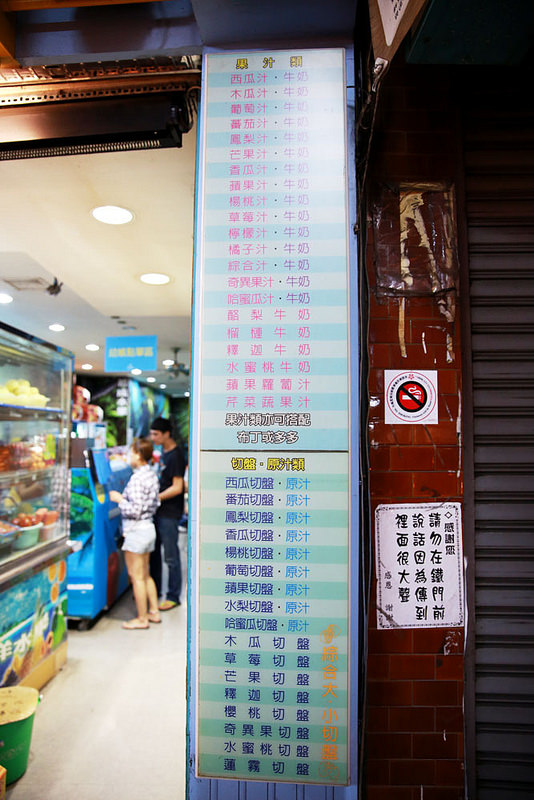 果汁類
西瓜汁・牛奶
木瓜汁・牛奶
葡萄汁・牛奶
蕃茄汁・牛奶
鳳梨汁・牛奶
芒果汁・牛奶
香瓜汁・牛奶
蘋果汁・牛奶
楊桃汁・牛奶
草莓汁・牛奶
檸檬汁・牛奶
橘子汁・牛奶
綜合汁・牛奶
奇異果汁・牛奶
哈蜜瓜汁・牛奶
酪梨牛奶
榴槤牛奶
釋迦牛奶
水蜜桃牛奶
蘋果蘿蔔汁
芹菜蔬果汁
果汁類亦可搭配
布丁或多多
切盤・原汁類
西瓜切盤・原汁
蕃茄切盤・原汁
鳳梨切盤・原汁
香瓜切盤・原汁
楊桃切盤・原汁
葡萄切盤・原汁
蘋果切盤・原汁
水梨切盤・原汁
哈蜜瓜切盤・原汁
木瓜切盤
草莓切盤
芒果切盤
釋迦切盤
櫻桃切盤
奇異果切盤
水蜜桃切盤
蓮霧切盤
綜合大小切盤
結帳點單區
◇感謝您
請勿在鐵門前
說話因為傳到
裡面很大聲
感恩 謝謝